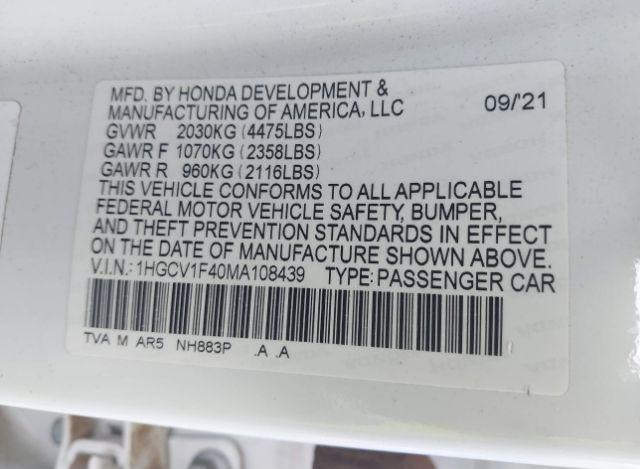 MFD. BY HONDA DEVELOPMENT &
MANUFACTURING OF AMERICA, LLC 09/'21
GVWR 2030KG (4475LBS)
GAWR F 1070KG (2358LBS)
GAWR R 960KG (2116LBS)
THIS VEHICLE CONFORMS TO ALL APPLICABLE
FEDERAL MOTOR VEHICLE SAFETY, BUMPER,
AND THEFT PREVENTION STANDARDS IN EFFECT
ON THE DATE OF MANUFACTURE SHOWN ABOVE.
V.I.N.: 1HGCV1F40MA108439 TYPE: PASSENGER CAR
TVA M AR5 NH883P .A .A